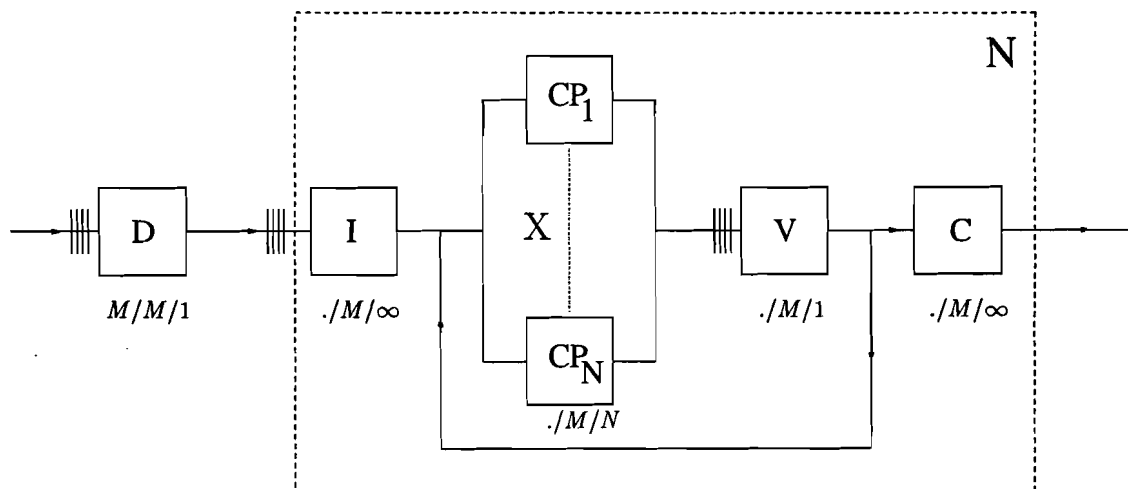 N
CP1
D
I
X
V
C
M/M/1
./M/∞
./M/1
./M/∞
CPN
./M/N